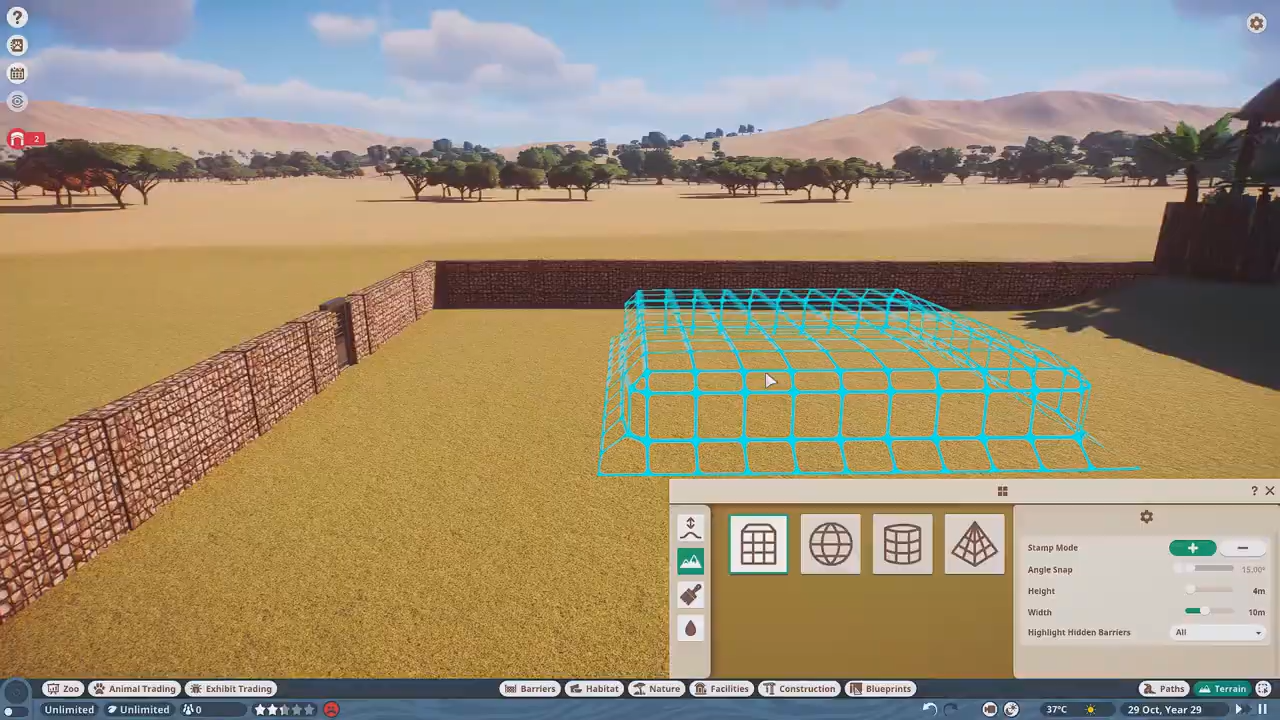 ?
2
? 
Stamp Mode + −
Angle Snap 15.00°
Height 4m
Width 10m
Highlight Hidden Barriers All
Zoo Animal Trading Exhibit Trading Barriers Habitat Nature Facilities Construction Blueprints Paths Terrain
Unlimited Unlimited 0 37°C 29 Oct, Year 29